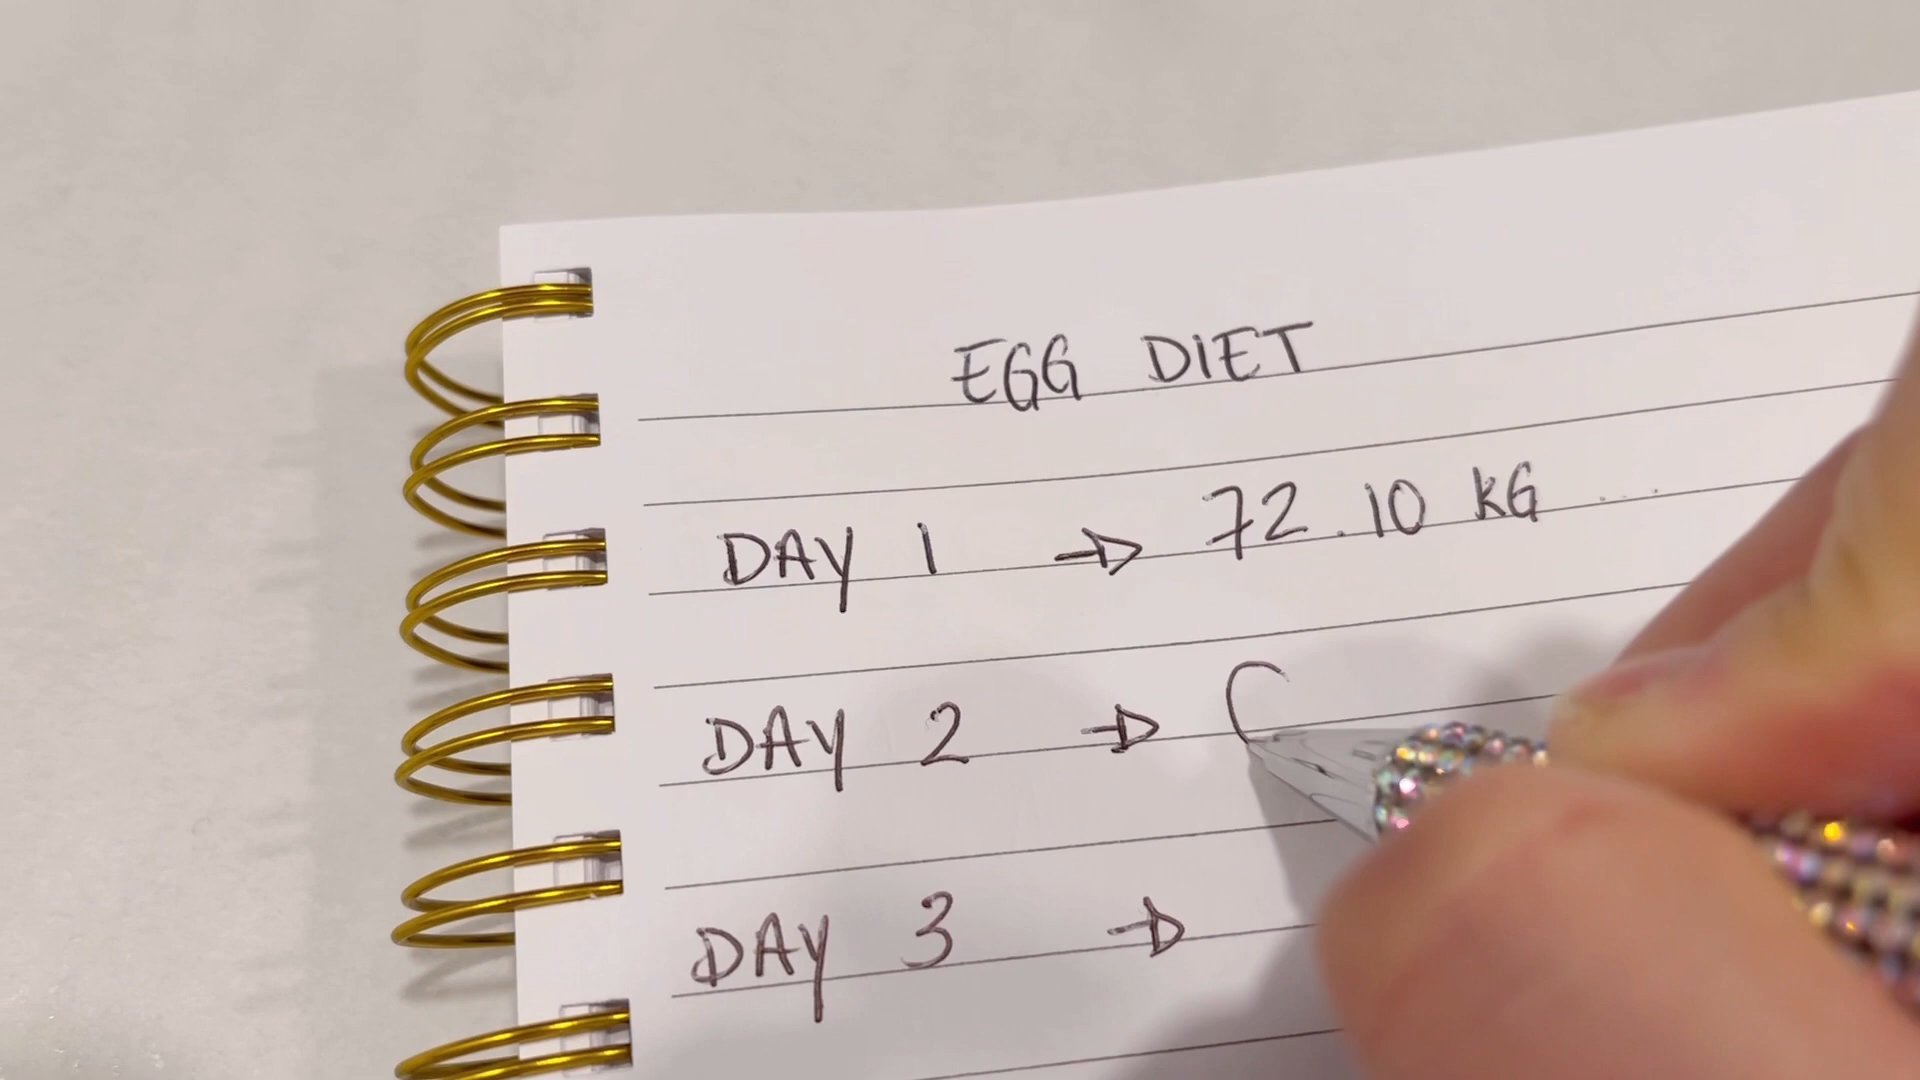 EGG DIET
DAY 1 → 72.10 KG
DAY 2 →
DAY 3 →